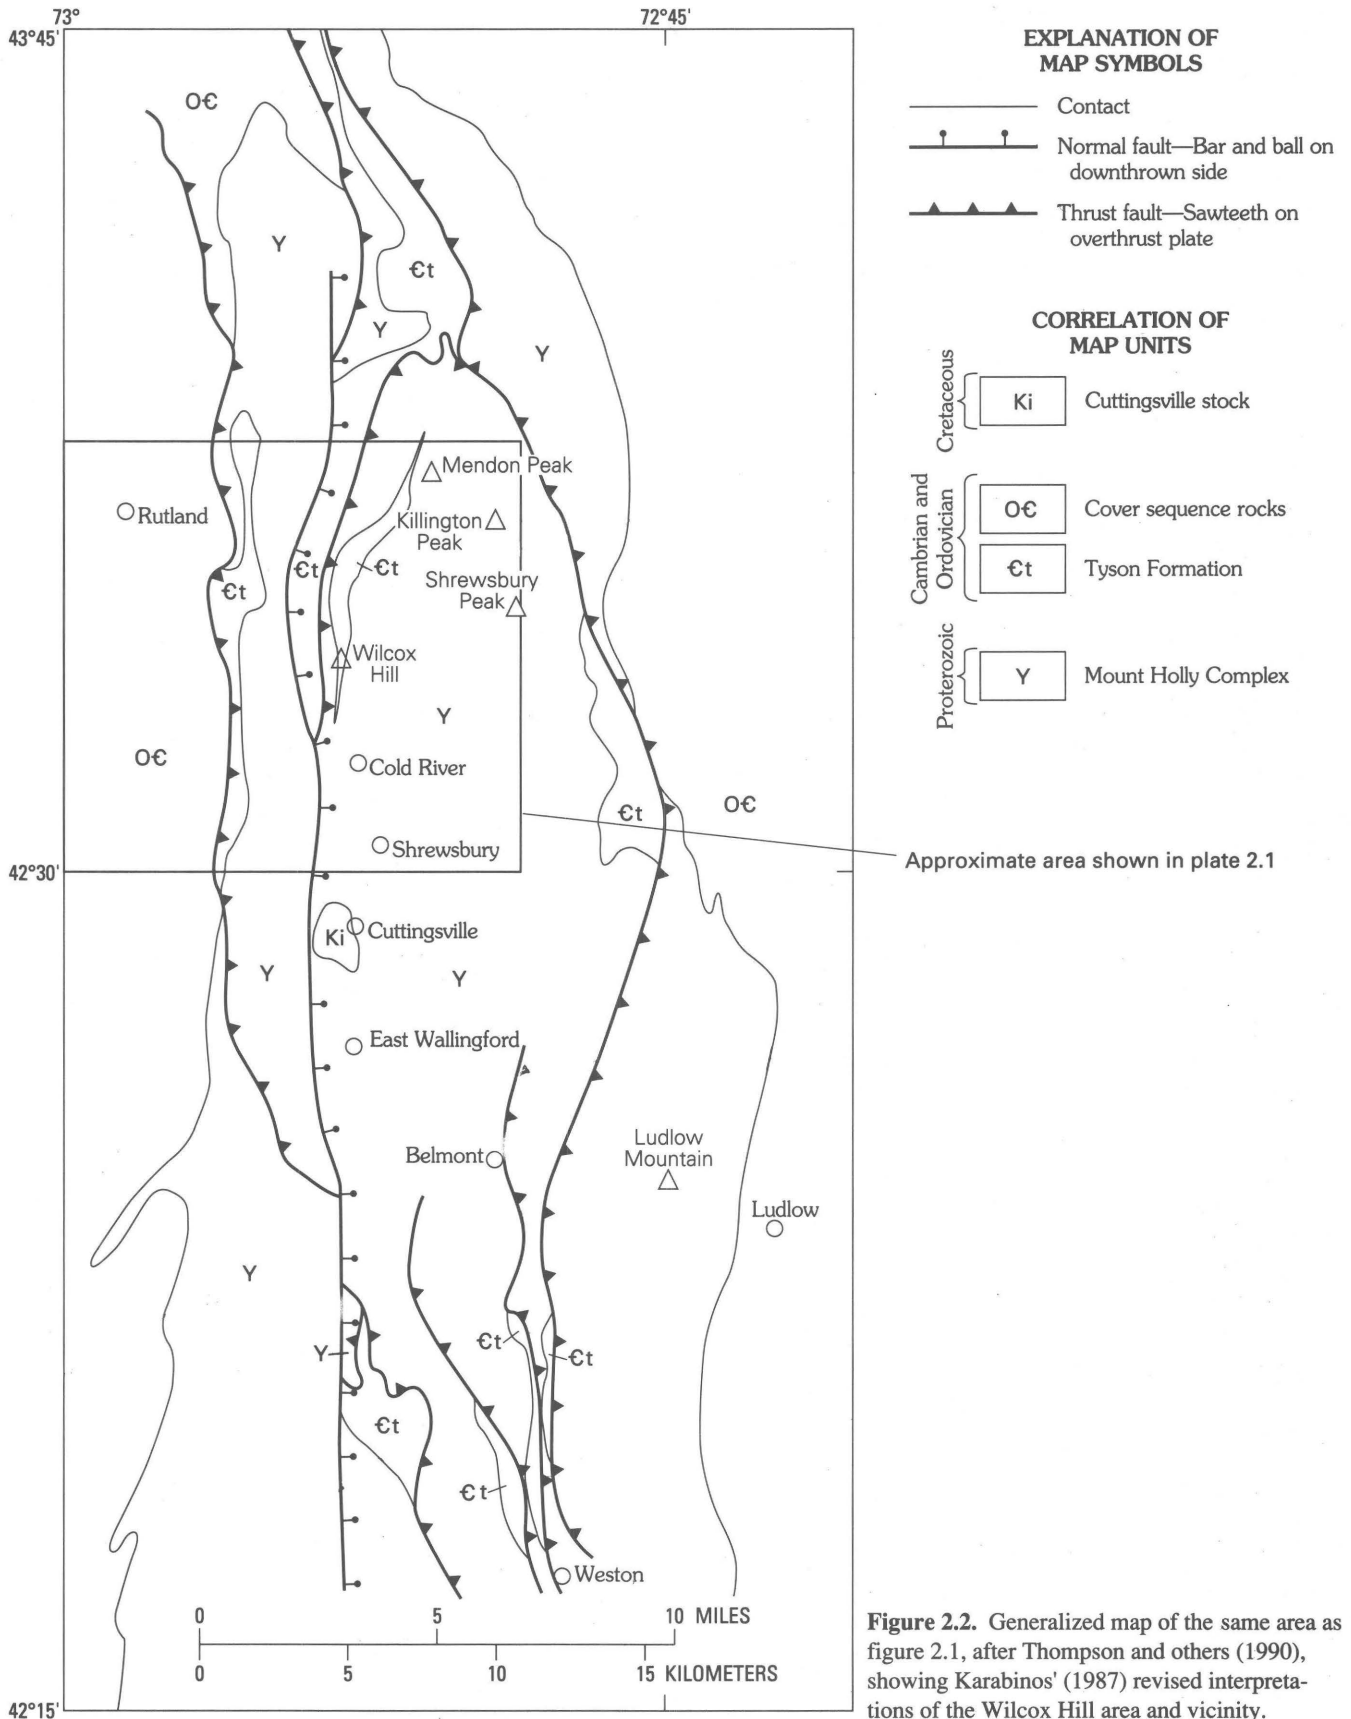 73°
72°45'
43°45'
EXPLANATION OF
MAP SYMBOLS
Contact
Normal fault—Bar and ball on
downthrown side
Thrust fault—Sawteeth on
overthrust plate
CORRELATION OF
MAP UNITS
Cretaceous
Ki
Cuttingsville stock
Cambrian and
Ordovician
O€
Cover sequence rocks
€t
Tyson Formation
Proterozoic
Y
Mount Holly Complex
O€
Y
€t
Y
Y
Mendon Peak
Rutland
Killington
Peak
€t
€t
€t
Shrewsbury
Peak
Wilcox
Hill
Y
O€
Cold River
O€
€t
Shrewsbury
Approximate area shown in plate 2.1
42°30'
Ki
Cuttingsville
Y
Y
East Wallingford
Belmont
Ludlow
Mountain
Ludlow
Y
€t
Y
€t
€t
€t
Weston
0 5 10 MILES
0 5 10 15 KILOMETERS
42°15'
Figure 2.2. Generalized map of the same area as
figure 2.1, after Thompson and others (1990),
showing Karabinos' (1987) revised interpreta-
tions of the Wilcox Hill area and vicinity.